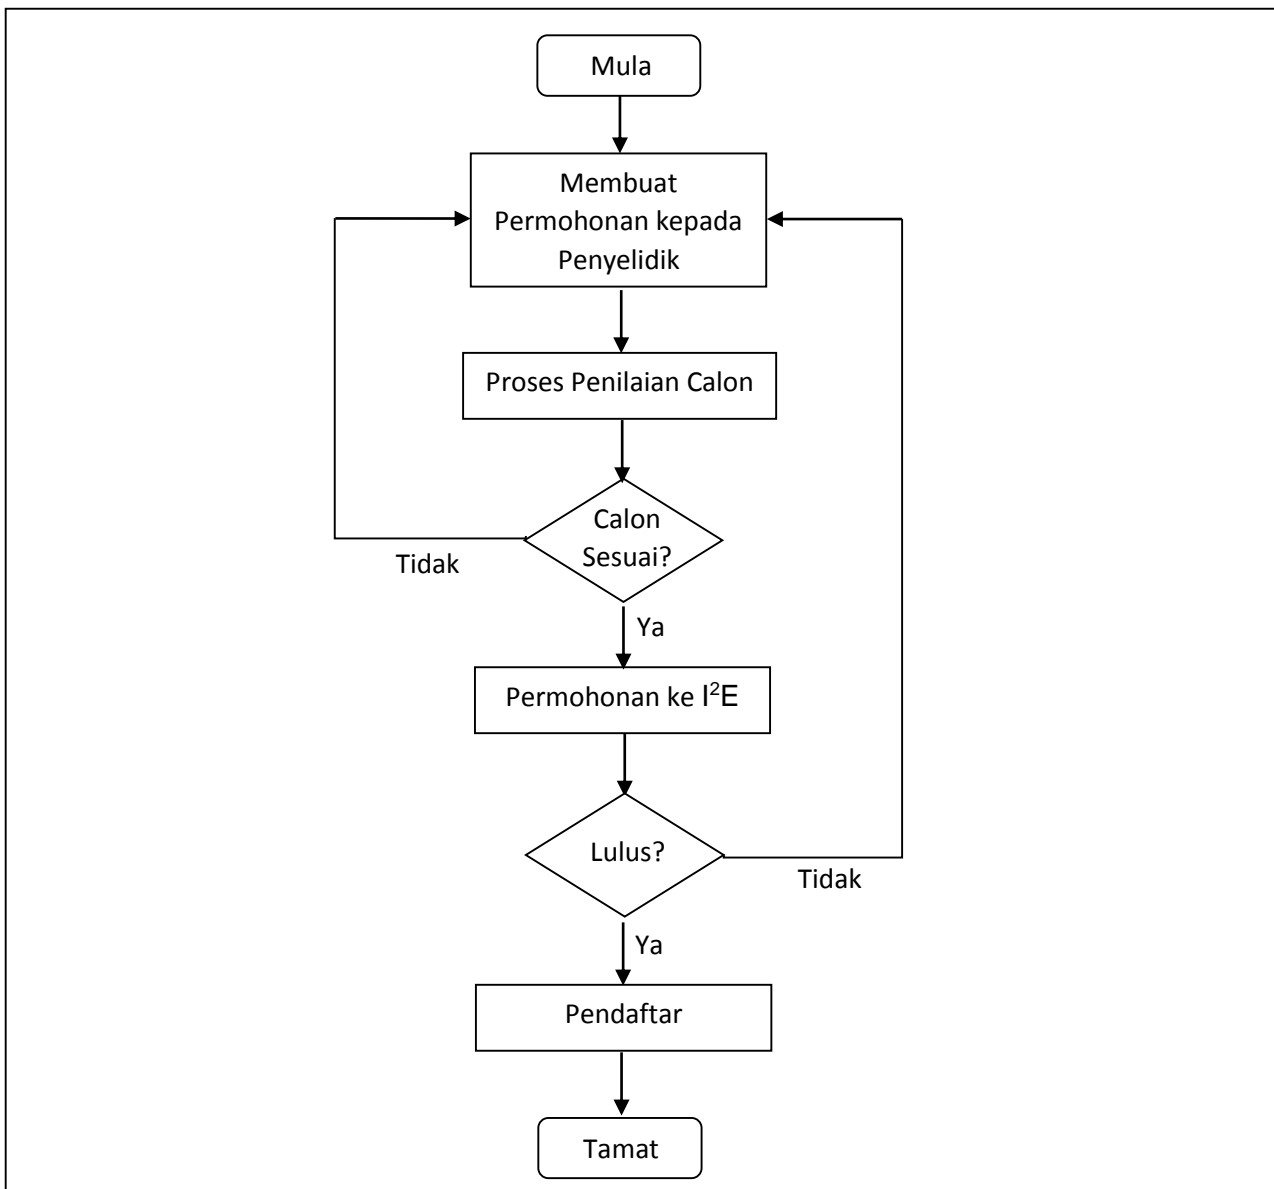 Mula
Membuat
Permohonan kepada
Penyelidik
Proses Penilaian Calon
Calon
Sesuai?
Tidak
Ya
Permohonan ke I²E
Lulus?
Tidak
Ya
Pendaftar
Tamat